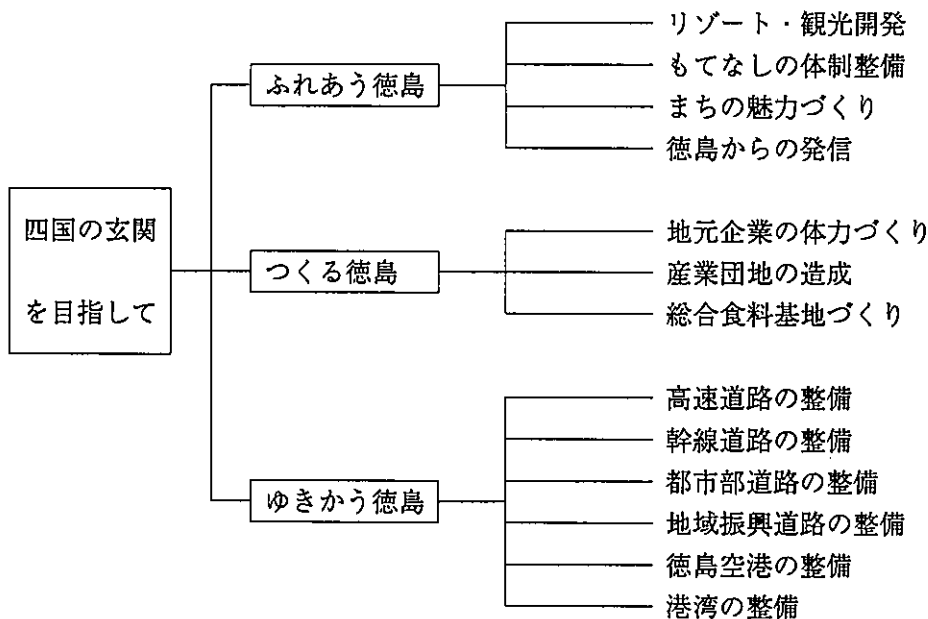 四国の玄関
を目指して
ふれあう徳島
リゾート・観光開発
もてなしの体制整備
まちの魅力づくり
徳島からの発信
つくる徳島
地元企業の体力づくり
産業団地の造成
総合食料基地づくり
ゆきかう徳島
高速道路の整備
幹線道路の整備
都市部道路の整備
地域振興道路の整備
徳島空港の整備
港湾の整備